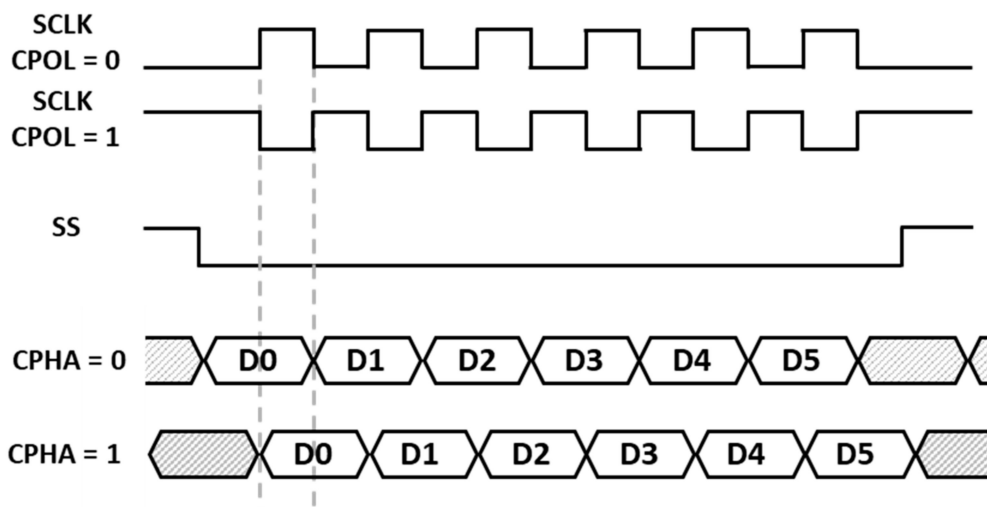 SCLK
CPOL = 0
SCLK
CPOL = 1
SS
CPHA = 0 D0 D1 D2 D3 D4 D5
CPHA = 1 D0 D1 D2 D3 D4 D5